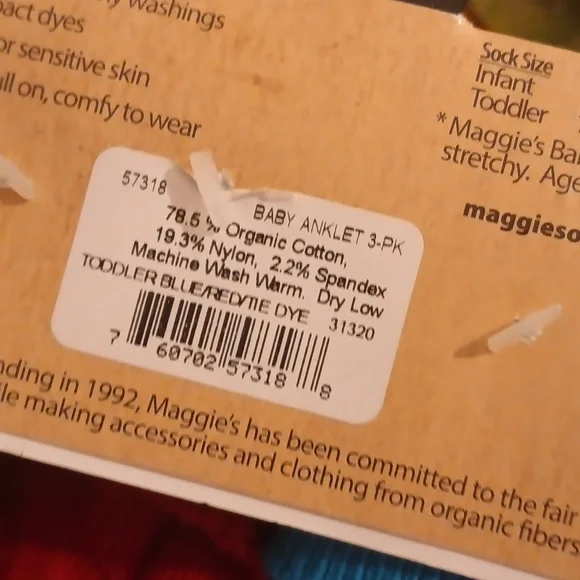 washings
act dyes
or sensitive skin
ull on, comfy to wear
Sock Size
Infant
Toddler
* Maggie's Ba
stretchy. Age
maggieso
57318 BABY ANKLET 3-PK
78.5 % Organic Cotton,
19.3% Nylon, 2.2% Spandex
Machine Wash Warm. Dry Low
TODDLER BLUE/RED/TIE DYE 31320
7 60702 57318 8
nding in 1992, Maggie's has been committed to the fair
le making accessories and clothing from organic fibers